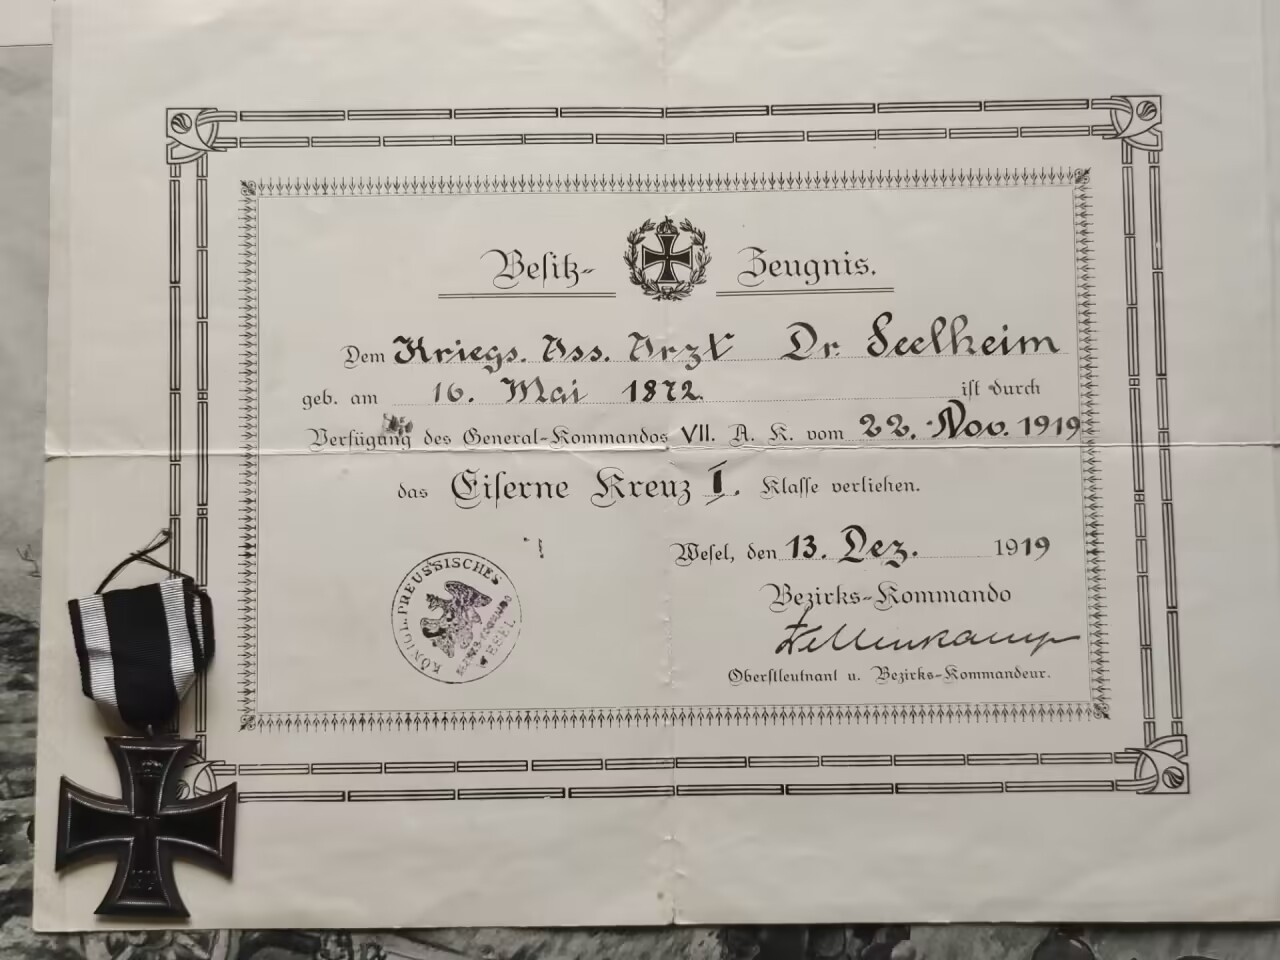 Besitz- Zeugnis.
Dem Kriegs. Ass. Arzt Dr. Seelheim
geb. am 16. Mai 1872. ist durch
Verfügung des General-Kommandos VII. A. K. vom 22. Nov. 1919
das Eiserne Kreuz I. Klasse verliehen.
Wesel, den 13. Dez. 1919
Bezirks-Kommando
Oberstleutnant u. Bezirks-Kommandeur.
KÖNIGL. PREUSSISCHES
WESEL